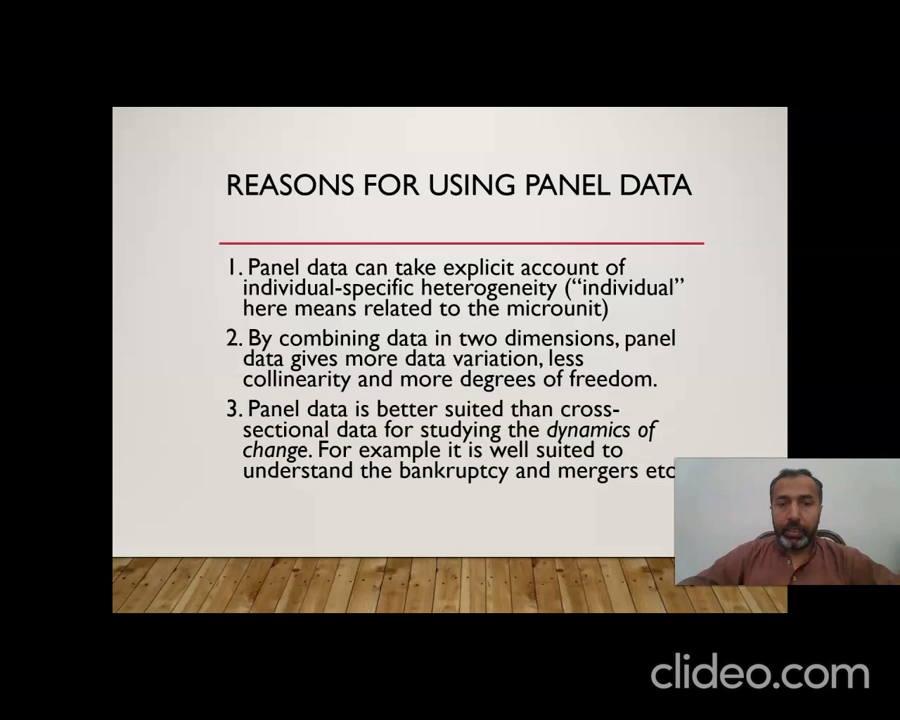 REASONS FOR USING PANEL DATA
1. Panel data can take explicit account of
individual-specific heterogeneity (“individual”
here means related to the microunit)
2. By combining data in two dimensions, panel
data gives more data variation, less
collinearity and more degrees of freedom.
3. Panel data is better suited than cross-
sectional data for studying the dynamics of
change. For example it is well suited to
understand the bankruptcy and mergers etc
clideo.com